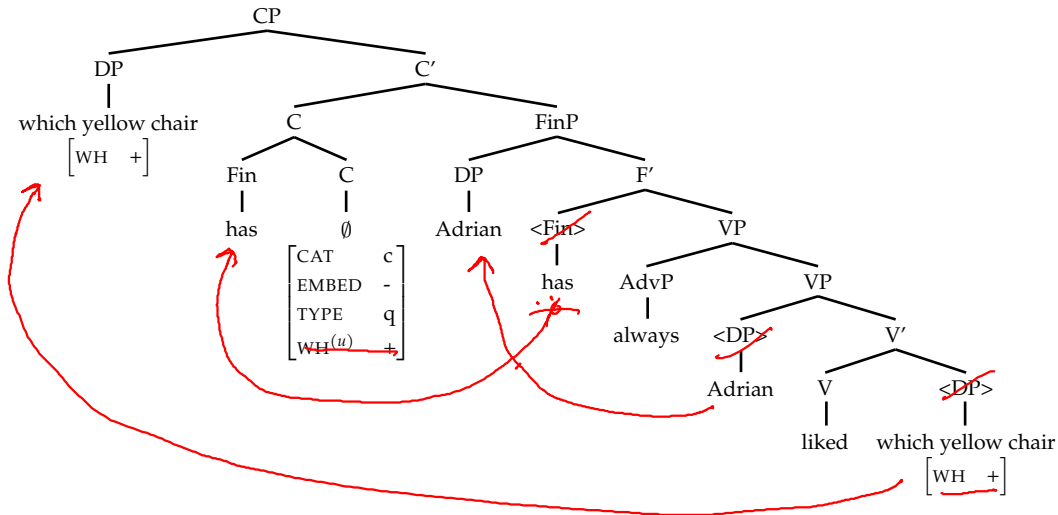 CP
DP C’
which yellow chair C FinP
[WH +] Fin C DP F’
has ∅ Adrian <Fin> VP
[CAT c has AdvP VP
EMBED - always <DP> V’
TYPE q Adrian V <DP>
WH(u) +] liked which yellow chair
[WH +]